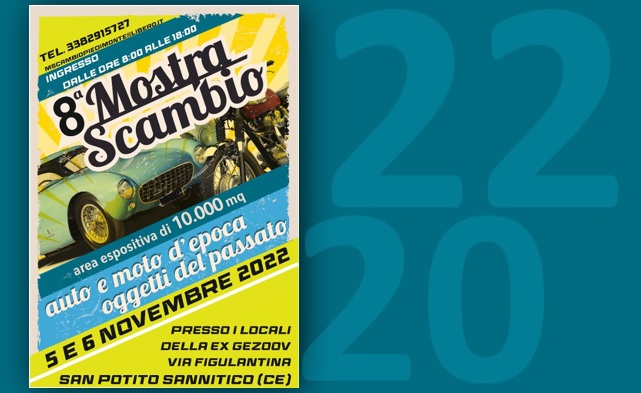 TEL. 3382915727
MSCAMBIOPIEDIMONTE@LIBERO.IT
INGRESSO
DALLE ORE 8:00 ALLE 18:00
8ª Mostra
Scambio
area espositiva di 10.000 mq
auto e moto d'epoca
oggetti del passato
5 E 6 NOVEMBRE 2022
PRESSO I LOCALI
DELLA EX GEZOOV
VIA FIGULANTINA
SAN POTITO SANNITICO (CE)
22
20